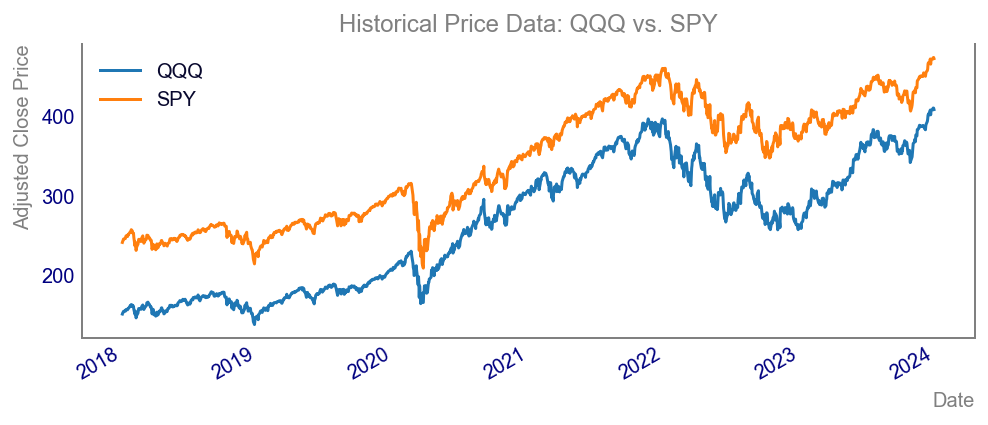 Historical Price Data: QQQ vs. SPY
Adjusted Close Price
QQQ
SPY
400
300
200
2018
2019
2020
2021
2022
2023
2024
Date